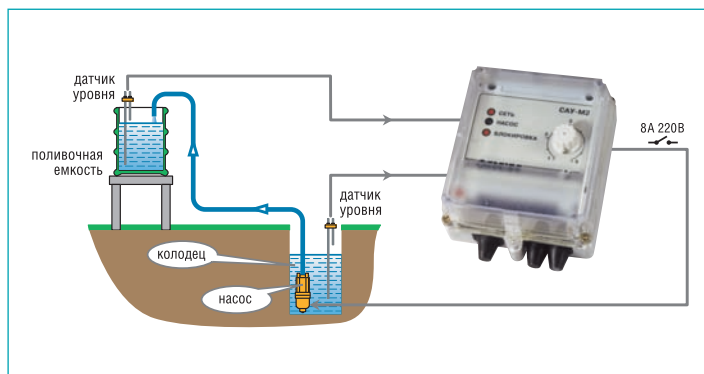 датчик
уровня
поливочная
емкость
колодец
насос
датчик
уровня
САУ-М2
СЕТЬ
НАСОС
БЛОКИРОВКА
8А 220В